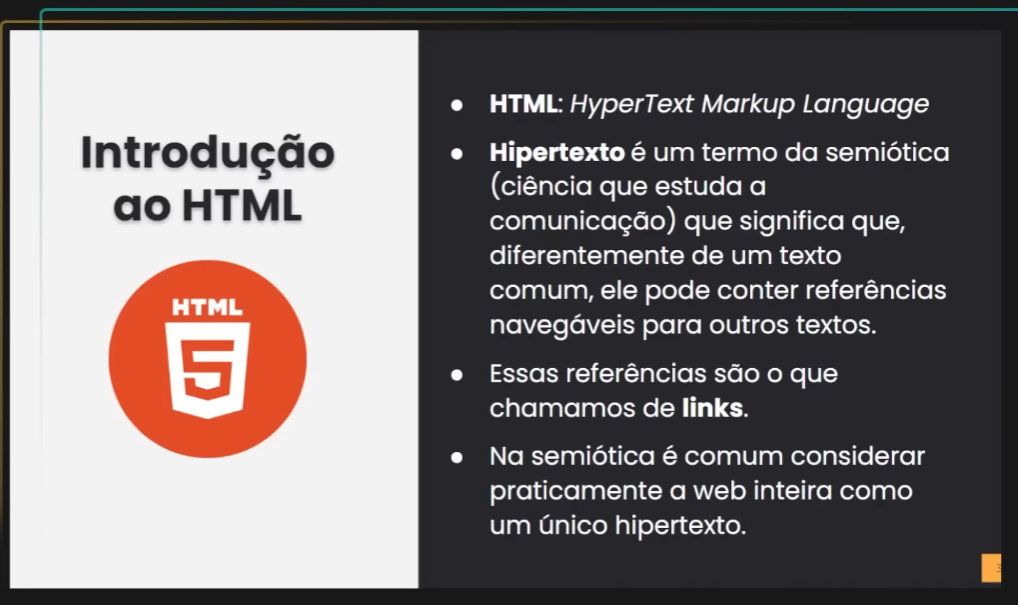 Introdução
ao HTML
HTML
5
● HTML: HyperText Markup Language
● Hipertexto é um termo da semiótica
(ciência que estuda a
comunicação) que significa que,
diferentemente de um texto
comum, ele pode conter referências
navegáveis para outros textos.
● Essas referências são o que
chamamos de links.
● Na semiótica é comum considerar
praticamente a web inteira como
um único hipertexto.